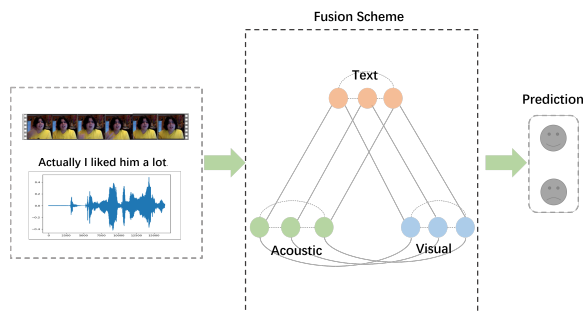 Fusion Scheme
Text
Prediction
Actually I liked him a lot
Acoustic
Visual